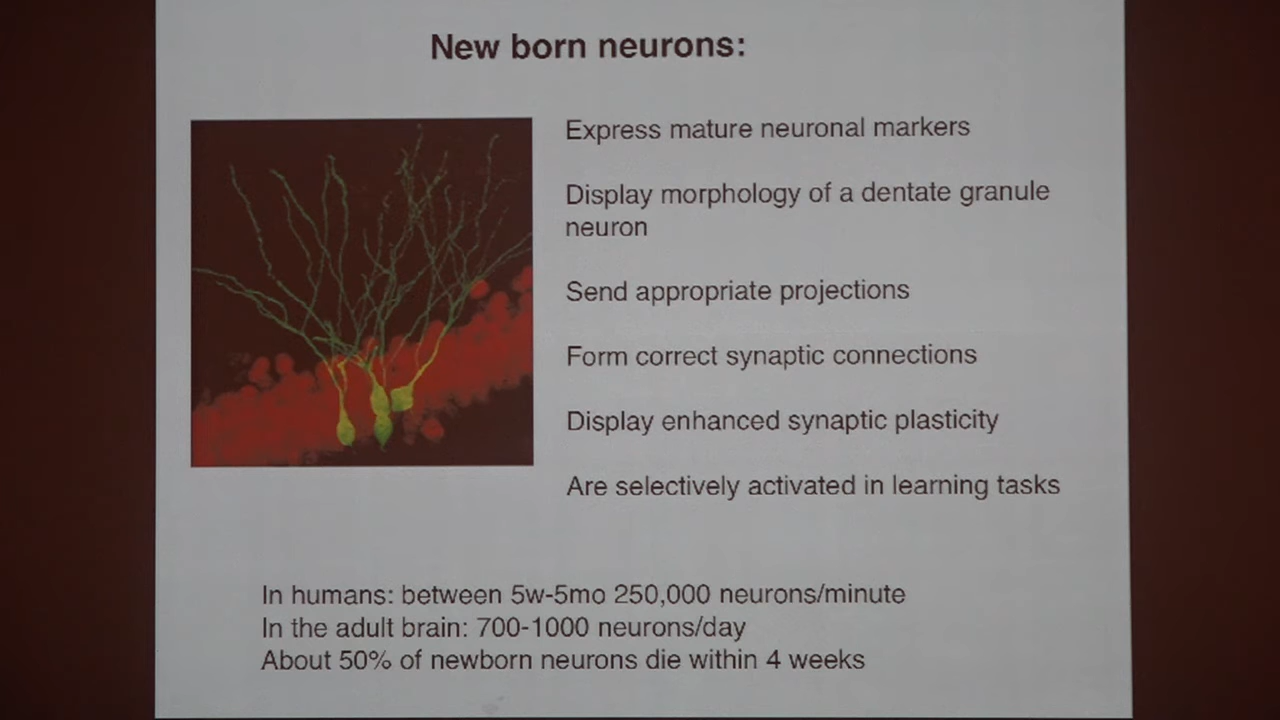 New born neurons:
Express mature neuronal markers
Display morphology of a dentate granule
neuron
Send appropriate projections
Form correct synaptic connections
Display enhanced synaptic plasticity
Are selectively activated in learning tasks
In humans: between 5w-5mo 250,000 neurons/minute
In the adult brain: 700-1000 neurons/day
About 50% of newborn neurons die within 4 weeks